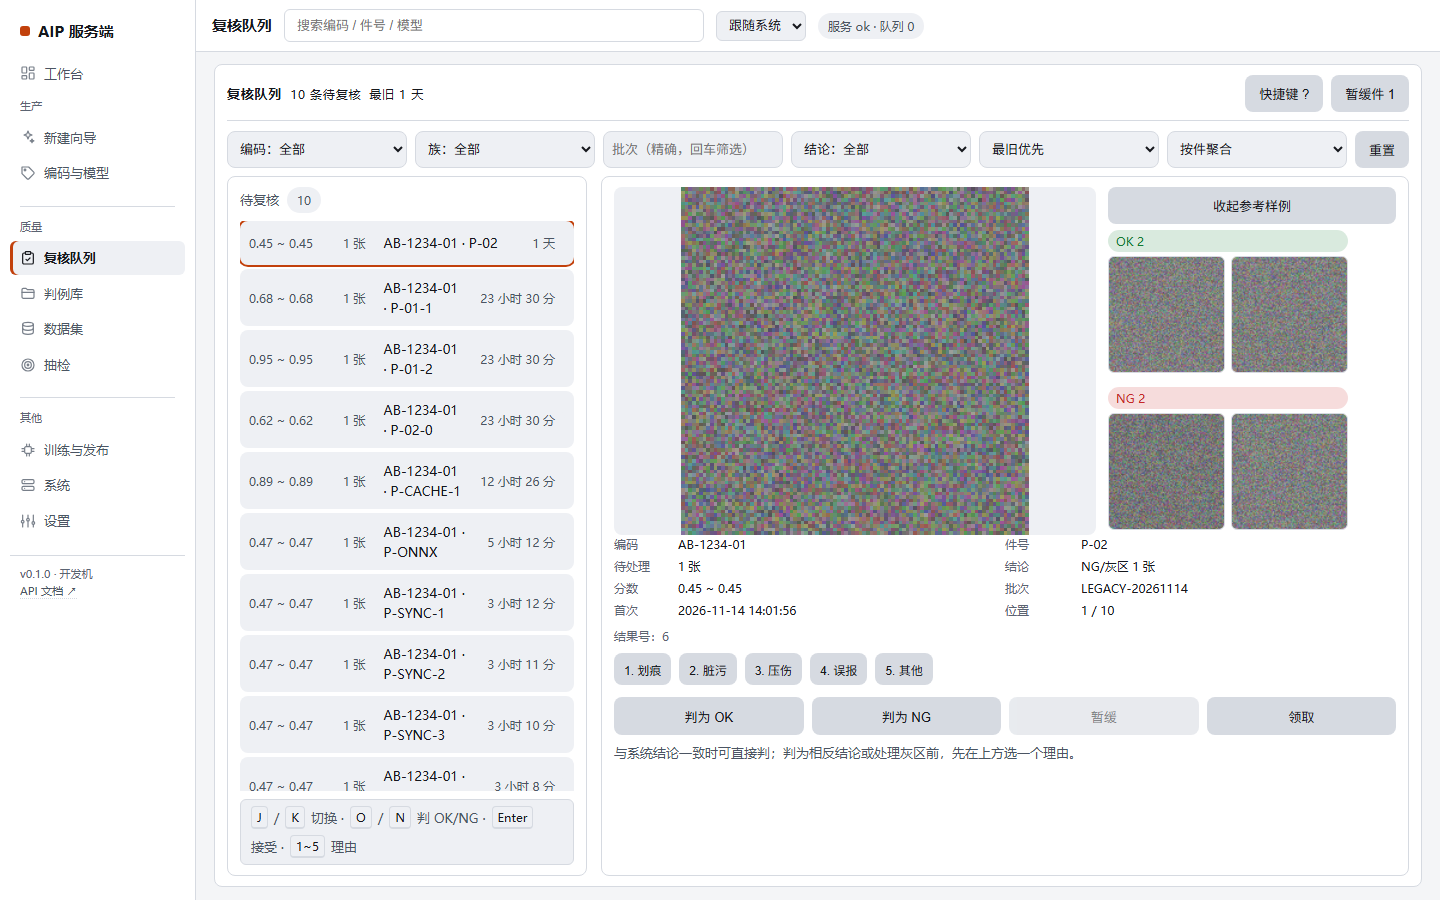 AIP 服务端
工作台
生产
新建向导
编码与模型
质量
复核队列
判例库
数据集
抽检
其他
训练与发布
系统
设置
v0.1.0 · 开发机
API 文档 ↗
复核队列
搜索编码 / 件号 / 模型
跟随系统
服务 ok · 队列 0
复核队列 10 条待复核 最旧 1 天
快捷键 ?
暂缓件 1
编码：全部
族：全部
批次（精确，回车筛选）
结论：全部
最旧优先
按件聚合
重置
待复核 10
0.45 ~ 0.45 1 张 AB-1234-01 · P-02 1 天
0.68 ~ 0.68 1 张 AB-1234-01 · P-01-1 23 小时 30 分
0.95 ~ 0.95 1 张 AB-1234-01 · P-01-2 23 小时 30 分
0.62 ~ 0.62 1 张 AB-1234-01 · P-02-0 23 小时 30 分
0.89 ~ 0.89 1 张 AB-1234-01 · P-CACHE-1 12 小时 26 分
0.47 ~ 0.47 1 张 AB-1234-01 · P-ONNX 5 小时 12 分
0.47 ~ 0.47 1 张 AB-1234-01 · P-SYNC-1 3 小时 12 分
0.47 ~ 0.47 1 张 AB-1234-01 · P-SYNC-2 3 小时 11 分
0.47 ~ 0.47 1 张 AB-1234-01 · P-SYNC-3 3 小时 10 分
0.47 ~ 0.47 1 张 AB-1234-01 · 3 小时 8 分
J / K 切换 · O / N 判 OK/NG · Enter
接受 · 1~5 理由
收起参考样例
OK 2
NG 2
编码 AB-1234-01 件号 P-02
待处理 1 张 结论 NG/灰区 1 张
分数 0.45 ~ 0.45 批次 LEGACY-20261114
首次 2026-11-14 14:01:56 位置 1 / 10
结果号：6
1. 划痕
2. 脏污
3. 压伤
4. 误报
5. 其他
判为 OK
判为 NG
暂缓
领取
与系统结论一致时可直接判；判为相反结论或处理灰区前，先在上方选一个理由。